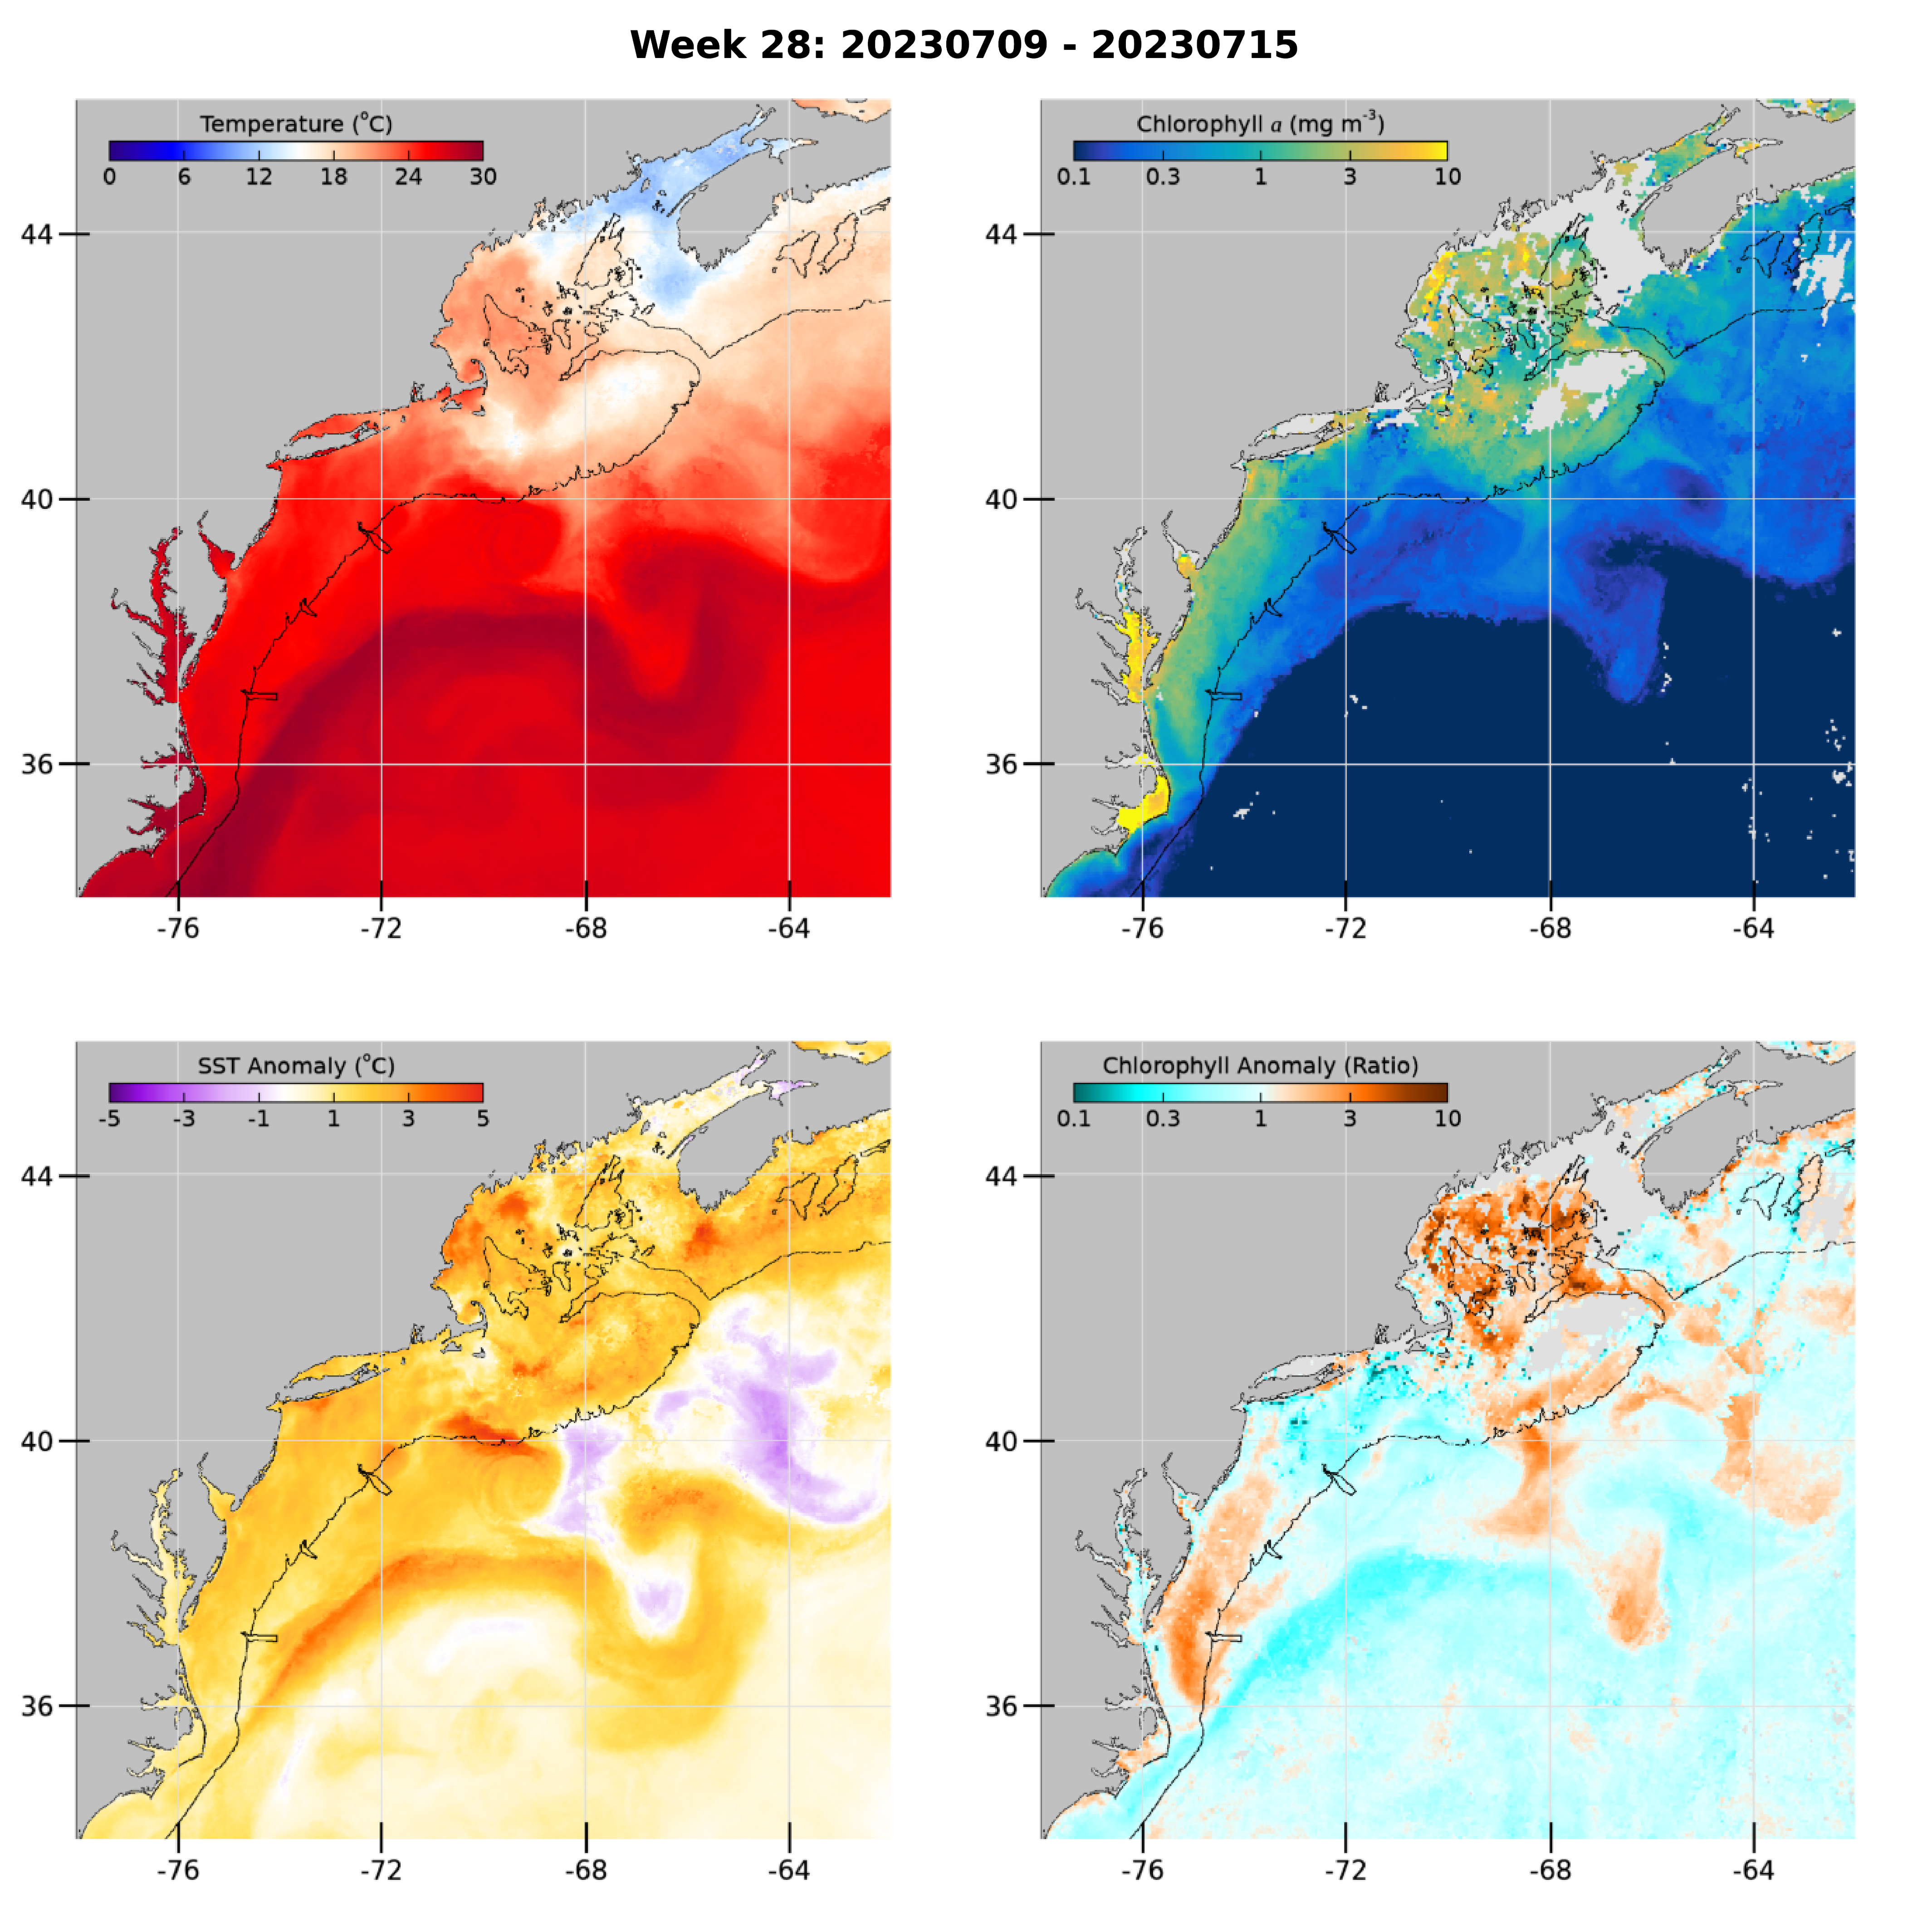 Week 28: 20230709 - 20230715
Temperature (°C)
0 6 12 18 24 30
44
40
36
-76 -72 -68 -64
Chlorophyll a (mg m⁻³)
0.1 0.3 1 3 10
44
40
36
-76 -72 -68 -64
SST Anomaly (°C)
-5 -3 -1 1 3 5
44
40
36
-76 -72 -68 -64
Chlorophyll Anomaly (Ratio)
0.1 0.3 1 3 10
44
40
36
-76 -72 -68 -64